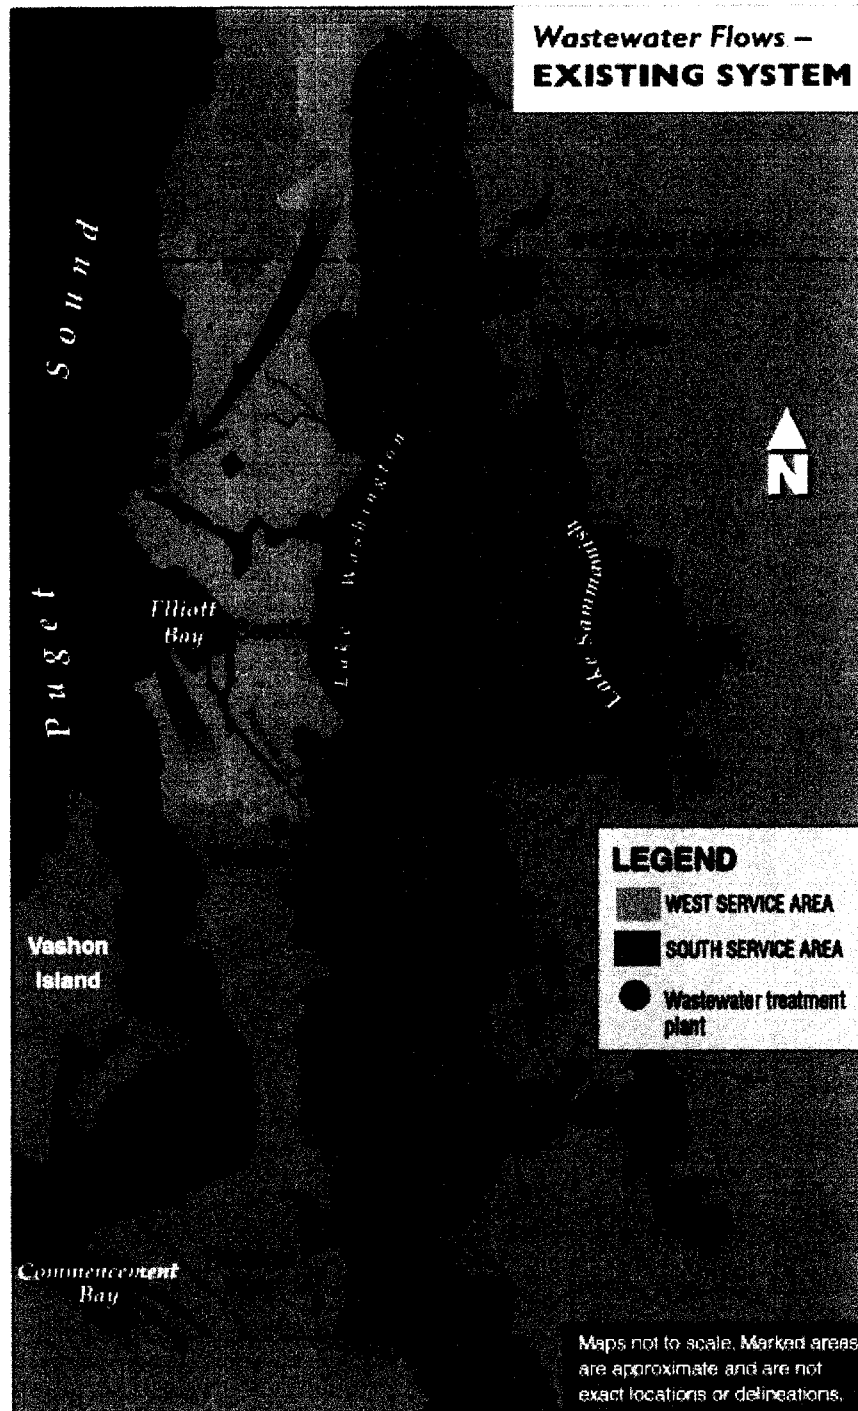 Wastewater Flows –
EXISTING SYSTEM
Puget Sound
Lake Washington
Lake Sammamish
Elliott
Bay
N
LEGEND
WEST SERVICE AREA
SOUTH SERVICE AREA
Wastewater treatment
plant
Vashon
Island
Commencement
Bay
Maps not to scale. Marked areas
are approximate and are not
exact locations or delineations.